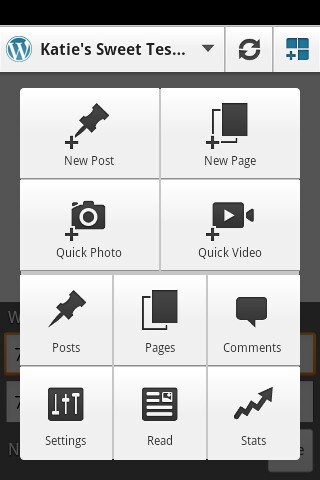 Katie's Sweet Tes...
New Post
New Page
Quick Photo
Quick Video
Posts
Pages
Comments
Settings
Read
Stats